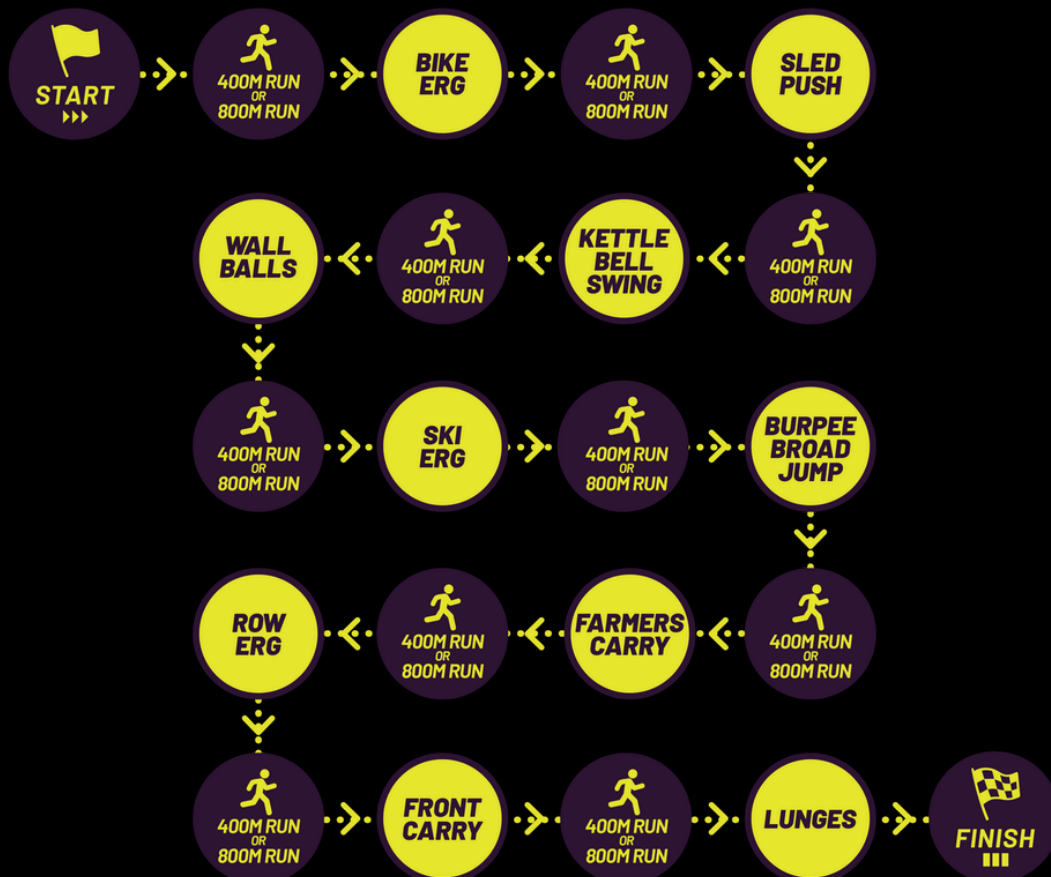 START
400M RUN
OR
800M RUN
BIKE
ERG
400M RUN
OR
800M RUN
SLED
PUSH
WALL
BALLS
400M RUN
OR
800M RUN
KETTLE
BELL
SWING
400M RUN
OR
800M RUN
400M RUN
OR
800M RUN
SKI
ERG
400M RUN
OR
800M RUN
BURPEE
BROAD
JUMP
ROW
ERG
400M RUN
OR
800M RUN
FARMERS
CARRY
400M RUN
OR
800M RUN
400M RUN
OR
800M RUN
FRONT
CARRY
400M RUN
OR
800M RUN
LUNGES
FINISH